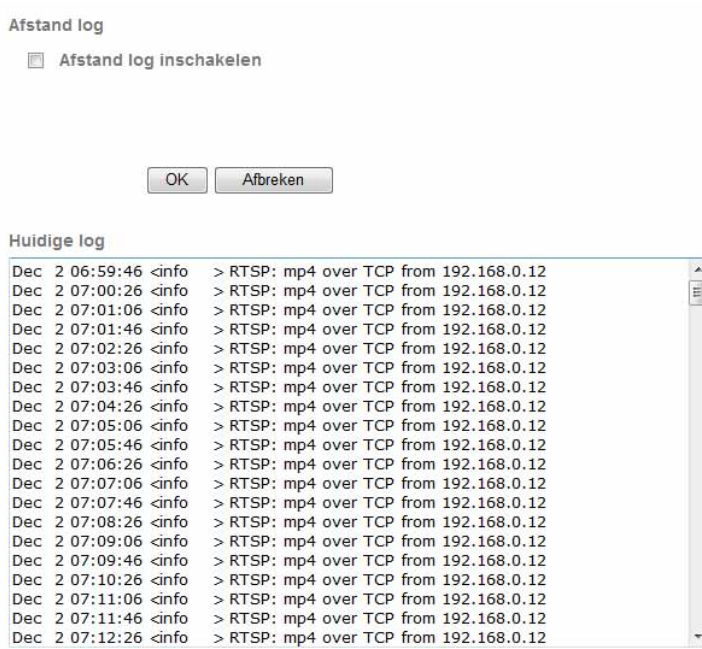 Afstand log
Afstand log inschakelen
OK Afbreken
Huidige log
Dec 2 06:59:46 <info > RTSP: mp4 over TCP from 192.168.0.12
Dec 2 07:00:26 <info > RTSP: mp4 over TCP from 192.168.0.12
Dec 2 07:01:06 <info > RTSP: mp4 over TCP from 192.168.0.12
Dec 2 07:01:46 <info > RTSP: mp4 over TCP from 192.168.0.12
Dec 2 07:02:26 <info > RTSP: mp4 over TCP from 192.168.0.12
Dec 2 07:03:06 <info > RTSP: mp4 over TCP from 192.168.0.12
Dec 2 07:03:46 <info > RTSP: mp4 over TCP from 192.168.0.12
Dec 2 07:04:26 <info > RTSP: mp4 over TCP from 192.168.0.12
Dec 2 07:05:06 <info > RTSP: mp4 over TCP from 192.168.0.12
Dec 2 07:05:46 <info > RTSP: mp4 over TCP from 192.168.0.12
Dec 2 07:06:26 <info > RTSP: mp4 over TCP from 192.168.0.12
Dec 2 07:07:06 <info > RTSP: mp4 over TCP from 192.168.0.12
Dec 2 07:07:46 <info > RTSP: mp4 over TCP from 192.168.0.12
Dec 2 07:08:26 <info > RTSP: mp4 over TCP from 192.168.0.12
Dec 2 07:09:06 <info > RTSP: mp4 over TCP from 192.168.0.12
Dec 2 07:09:46 <info > RTSP: mp4 over TCP from 192.168.0.12
Dec 2 07:10:26 <info > RTSP: mp4 over TCP from 192.168.0.12
Dec 2 07:11:06 <info > RTSP: mp4 over TCP from 192.168.0.12
Dec 2 07:11:46 <info > RTSP: mp4 over TCP from 192.168.0.12
Dec 2 07:12:26 <info > RTSP: mp4 over TCP from 192.168.0.12